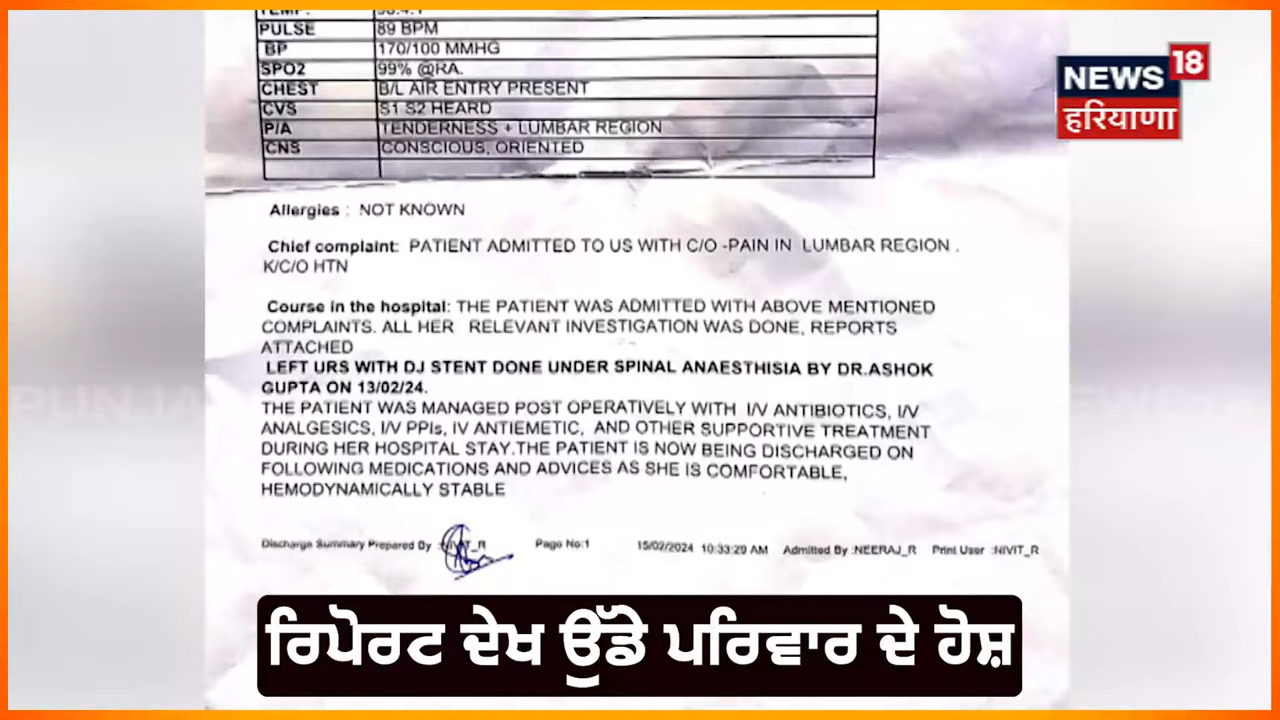 PULSE 89 BPM
BP 170/100 MMHG
SPO2 99% @RA.
CHEST B/L AIR ENTRY PRESENT
CVS S1 S2 HEARD
P/A TENDERNESS + LUMBAR REGION
CNS CONSCIOUS, ORIENTED
NEWS 18
हरियाणा
Allergies : NOT KNOWN
Chief complaint: PATIENT ADMITTED TO US WITH C/O -PAIN IN LUMBAR REGION .
K/C/O HTN
Course in the hospital: THE PATIENT WAS ADMITTED WITH ABOVE MENTIONED
COMPLAINTS. ALL HER RELEVANT INVESTIGATION WAS DONE, REPORTS
ATTACHED
LEFT URS WITH DJ STENT DONE UNDER SPINAL ANAESTHISIA BY DR.ASHOK
GUPTA ON 13/02/24.
THE PATIENT WAS MANAGED POST OPERATIVELY WITH I/V ANTIBIOTICS, I/V
ANALGESICS, I/V PPIs, IV ANTIEMETIC, AND OTHER SUPPORTIVE TREATMENT
DURING HER HOSPITAL STAY.THE PATIENT IS NOW BEING DISCHARGED ON
FOLLOWING MEDICATIONS AND ADVICES AS SHE IS COMFORTABLE,
HEMODYNAMICALLY STABLE
Discharge Summary Prepared By :NIVIT_R Page No:1 15/02/2024 10:33:29 AM Admitted By :NEERAJ_R Print User :NIVIT_R
ਰਿਪੋਰਟ ਦੇਖ ਉੱਡੇ ਪਰਿਵਾਰ ਦੇ ਹੋਸ਼